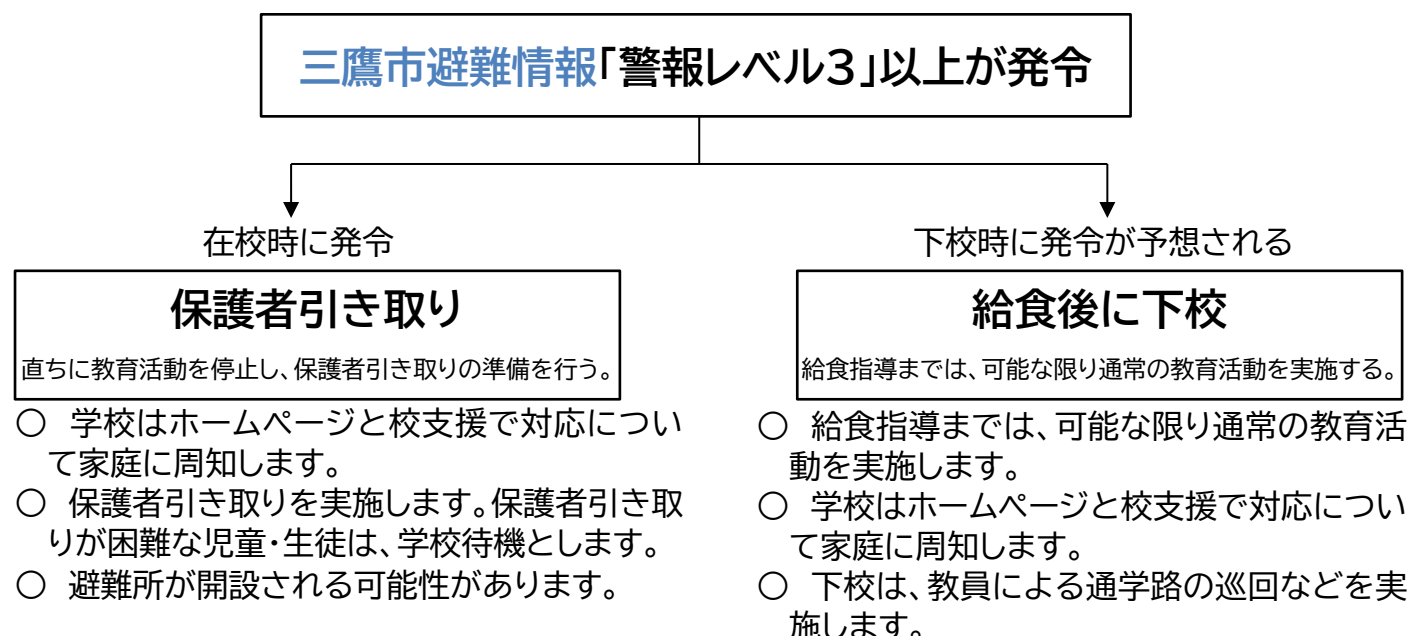 三鷹市避難情報「警報レベル3」以上が発令
在校時に発令
保護者引き取り
直ちに教育活動を停止し、保護者引き取りの準備を行う。
○ 学校はホームページと校支援で対応につい
て家庭に周知します。
○ 保護者引き取りを実施します。保護者引き取
りが困難な児童・生徒は、学校待機とします。
○ 避難所が開設される可能性があります。
下校時に発令が予想される
給食後に下校
給食指導までは、可能な限り通常の教育活動を実施する。
○ 給食指導までは、可能な限り通常の教育活
動を実施します。
○ 学校はホームページと校支援で対応につい
て家庭に周知します。
○ 下校は、教員による通学路の巡回などを実
施します。